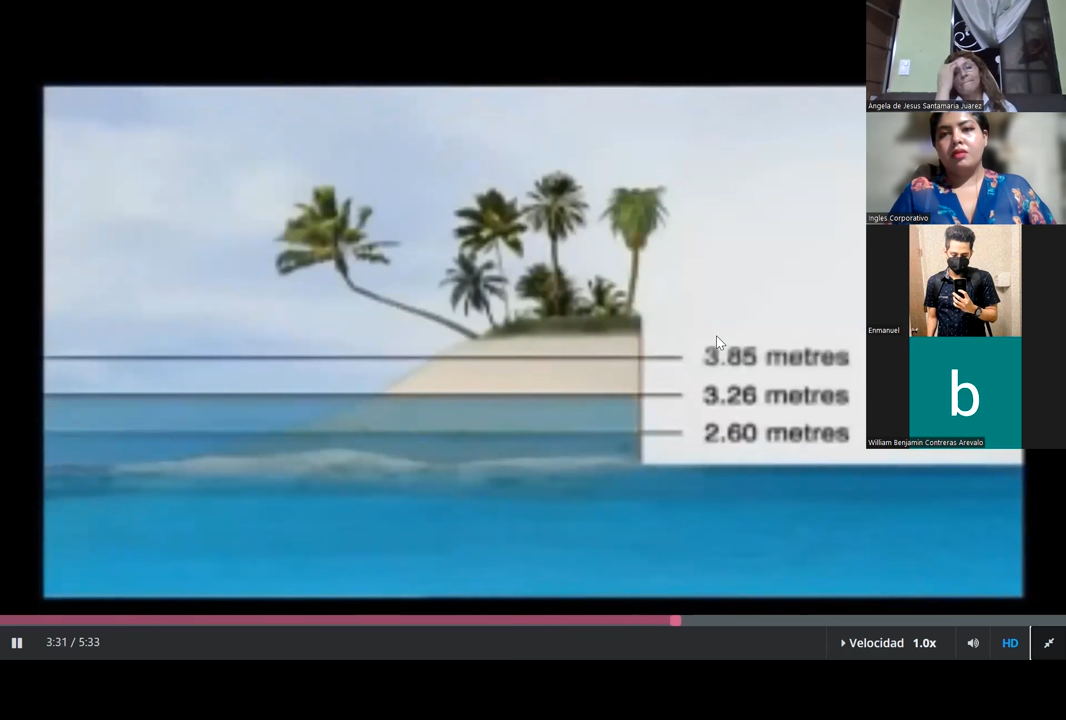 Angela de Jesus Santamaria Juarez
Ingles Corporativo
Enmanuel
b
William Benjamin Contreras Arevalo
3.85 metres
3.26 metres
2.60 metres
3:31 / 5:33
Velocidad 1.0x
HD